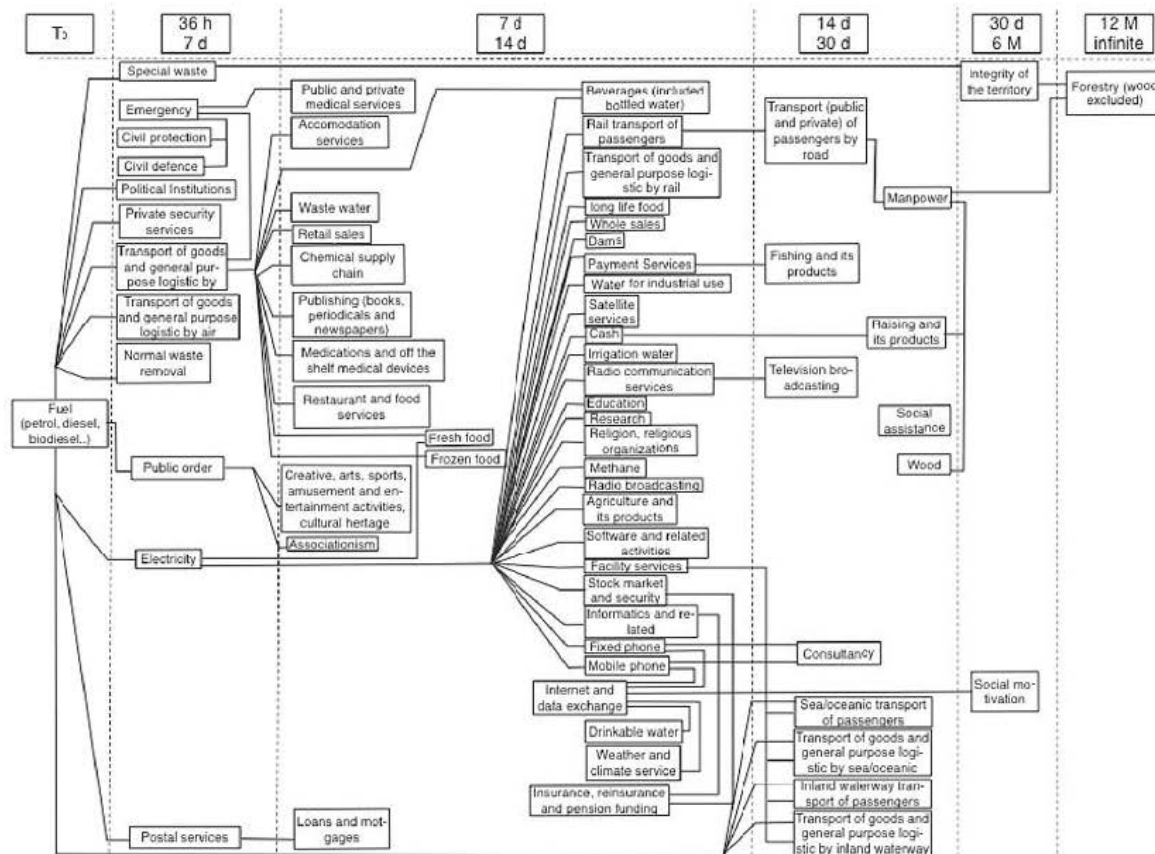 T₀
36 h
7 d
7 d
14 d
14 d
30 d
30 d
6 M
12 M
infinite
Special waste
Emergency
Civil protection
Civil defence
Political Institutions
Private security
services
Transport of goods
and general pur-
pose logistic by
Transport of goods
and general purpose
logistic by air
Normal waste
removal
Fuel
(petrol, diesel,
biodiesel..)
Public order
Electricity
Postal services
Public and private
medical services
Accomodation
services
Waste water
Retail sales
Chemical supply
chain
Publishing (books,
periodicals and
newspapers)
Medications and off the
shelf medical devices
Restaurant and food
services
Fresh food
Frozen food
Creative, arts, sports,
amusement and en-
tertainment activities,
cultural hertage
Associationism
Loans and mot-
gages
Beverages (included
bottled water)
Rail transport of
passengers
Transport of goods and
general purpose logi-
stic by rail
long life food
Whole sales
Dams
Payment Services
Water for industrial use
Satellite
services
Cash
Irrigation water
Radio communication
services
Education
Research
Religion, religious
organizations
Methane
Radio broadcasting
Agriculture and
its products
Software and related
activities
Facility services
Stock market
and security
Informatics and re-
lated
Fixed phone
Mobile phone
Internet and
data exchange
Drinkable water
Weather and
climate service
Insurance, reinsurance
and pension funding
Transport (public
and private) of
passengers by
road
Fishing and its
products
Television bro-
adcasting
Consultancy
Sea/oceanic transport
of passengers
Transport of goods and
general purpose logi-
stic by sea/oceanic
Inland waterway tran-
sport of passengers
Transport of goods and
general purpose logi-
stic by inland waterway
Manpower
Raising and
its products
Social
assistance
Wood
Integrity of
the territory
Social mo-
tivation
Forestry (wood
excluded)